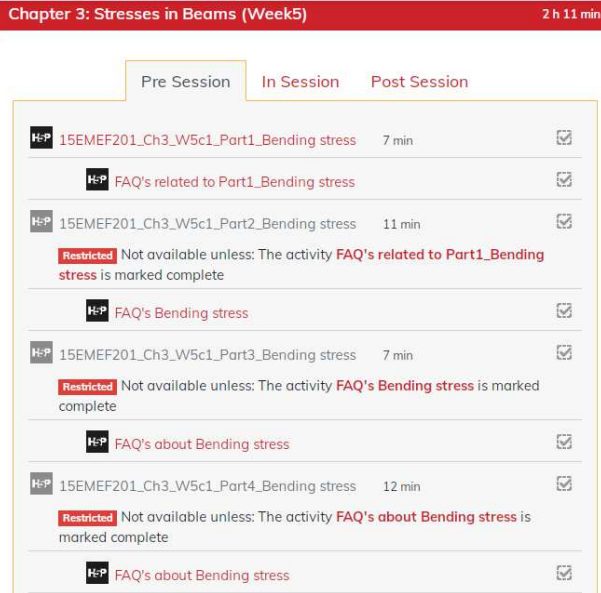 Chapter 3: Stresses in Beams (Week5) 2 h 11 min
Pre Session In Session Post Session
H5P 15EMEF201_Ch3_W5c1_Part1_Bending stress 7 min
H5P FAQ's related to Part1_Bending stress
H5P 15EMEF201_Ch3_W5c1_Part2_Bending stress 11 min
Restricted Not available unless: The activity FAQ's related to Part1_Bending
stress is marked complete
H5P FAQ's Bending stress
H5P 15EMEF201_Ch3_W5c1_Part3_Bending stress 7 min
Restricted Not available unless: The activity FAQ's Bending stress is marked
complete
H5P FAQ's about Bending stress
H5P 15EMEF201_Ch3_W5c1_Part4_Bending stress 12 min
Restricted Not available unless: The activity FAQ's about Bending stress is
marked complete
H5P FAQ's about Bending stress